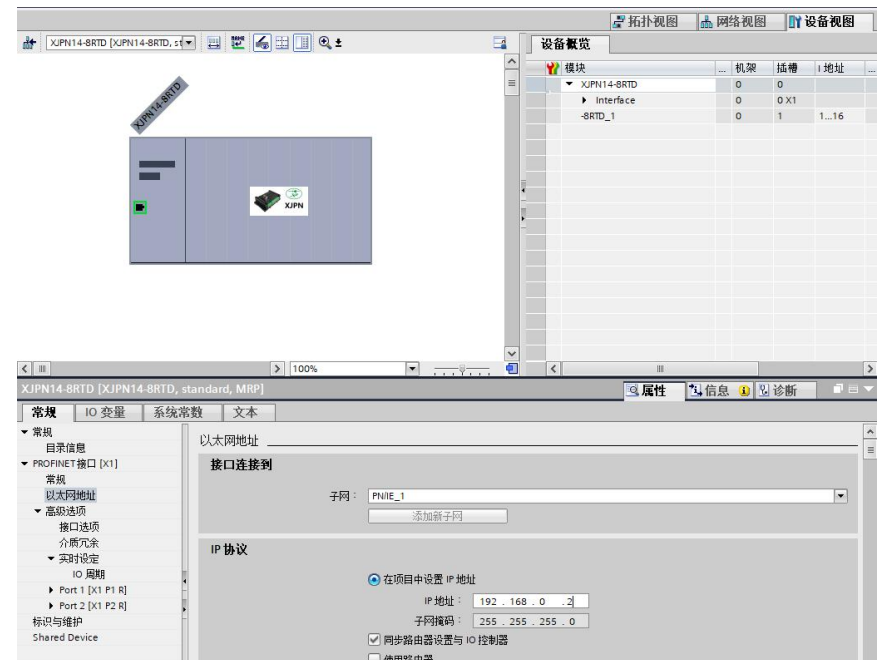 拓扑视图 网络视图 设备视图
XJPN14-8RTD [XJPN14-8RTD, st
设备概览
模块 ... 机架 插槽 I 地址 ...
XJPN14-8RTD 0 0
Interface 0 0 X1
-8RTD_1 0 1 1...16
XJPN14-8RTD
XJPN
100%
XJPN14-8RTD [XJPN14-8RTD, standard, MRP]
属性 信息 诊断
常规 IO 变量 系统常数 文本
常规
目录信息
PROFINET接口 [X1]
常规
以太网地址
高级选项
接口选项
介质冗余
实时设定
IO 周期
Port 1 [X1 P1 R]
Port 2 [X1 P2 R]
标识与维护
Shared Device
以太网地址
接口连接到
子网: PN/IE_1
添加新子网
IP 协议
在项目中设置 IP 地址
IP 地址: 192 . 168 . 0 . 2
子网掩码: 255 . 255 . 255 . 0
同步路由器设置与 IO 控制器
使用路由器